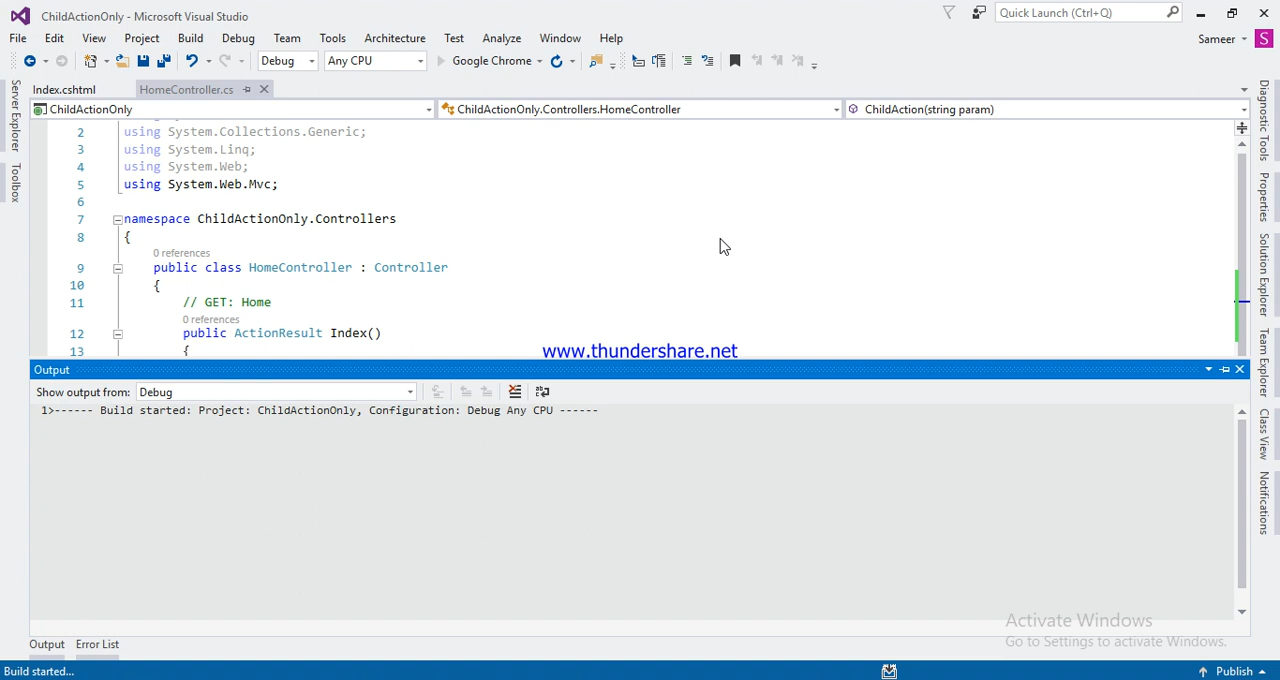 ChildActionOnly - Microsoft Visual Studio
Quick Launch (Ctrl+Q)
File Edit View Project Build Debug Team Tools Architecture Test Analyze Window Help
Sameer S
Debug Any CPU Google Chrome
Index.cshtml HomeController.cs
ChildActionOnly ChildActionOnly.Controllers.HomeController ChildAction(string param)
2 using System.Collections.Generic;
3 using System.Linq;
4 using System.Web;
5 using System.Web.Mvc;
6
7 namespace ChildActionOnly.Controllers
8 {
0 references
9 public class HomeController : Controller
10 {
11 // GET: Home
0 references
12 public ActionResult Index()
13 {
www.thundershare.net
Output
Show output from: Debug
1>------ Build started: Project: ChildActionOnly, Configuration: Debug Any CPU ------
Server Explorer
Toolbox
Diagnostic Tools
Properties
Solution Explorer
Team Explorer
Class View
Notifications
Activate Windows
Go to Settings to activate Windows.
Output Error List
Build started... Publish